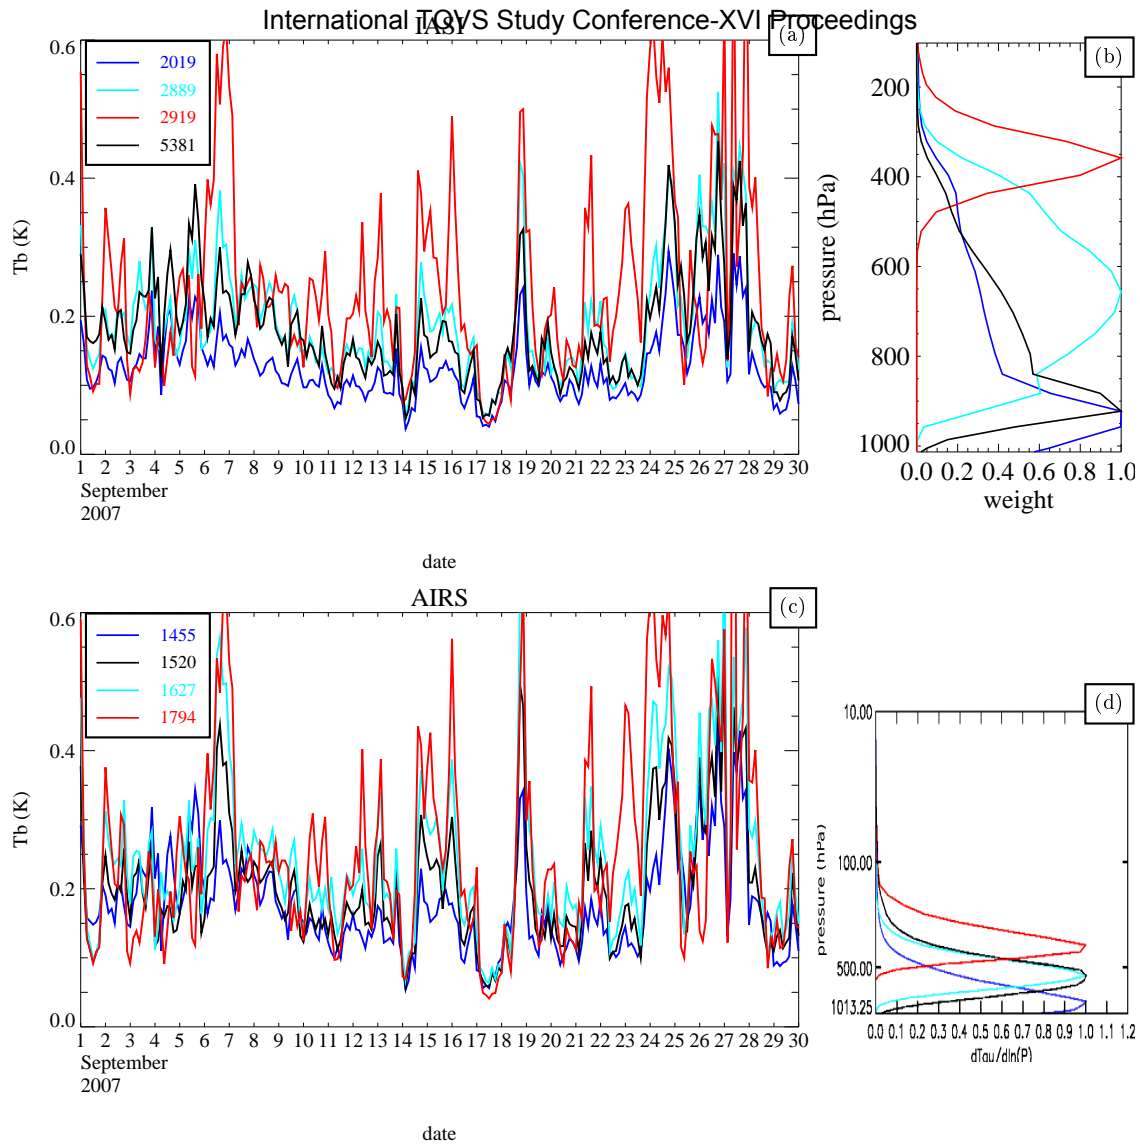 International TOVS Study Conference-XVI Proceedings
IASI
(a)
0.6
0.4
0.2
0.0
Tb (K)
2019
2889
2919
5381
1 2 3 4 5 6 7 8 9 10 11 12 13 14 15 16 17 18 19 20 21 22 23 24 25 26 27 28 29 30
September
2007
date
(b)
200
400
600
800
1000
pressure (hPa)
0.0 0.2 0.4 0.6 0.8 1.0
weight
AIRS
(c)
0.6
0.4
0.2
0.0
Tb (K)
1455
1520
1627
1794
1 2 3 4 5 6 7 8 9 10 11 12 13 14 15 16 17 18 19 20 21 22 23 24 25 26 27 28 29 30
September
2007
date
(d)
10.00
100.00
500.00
1013.25
pressure (hPa)
0.0 0.1 0.2 0.3 0.4 0.5 0.6 0.7 0.8 0.9 1.0 1.1 1.2
dTau/dln(P)